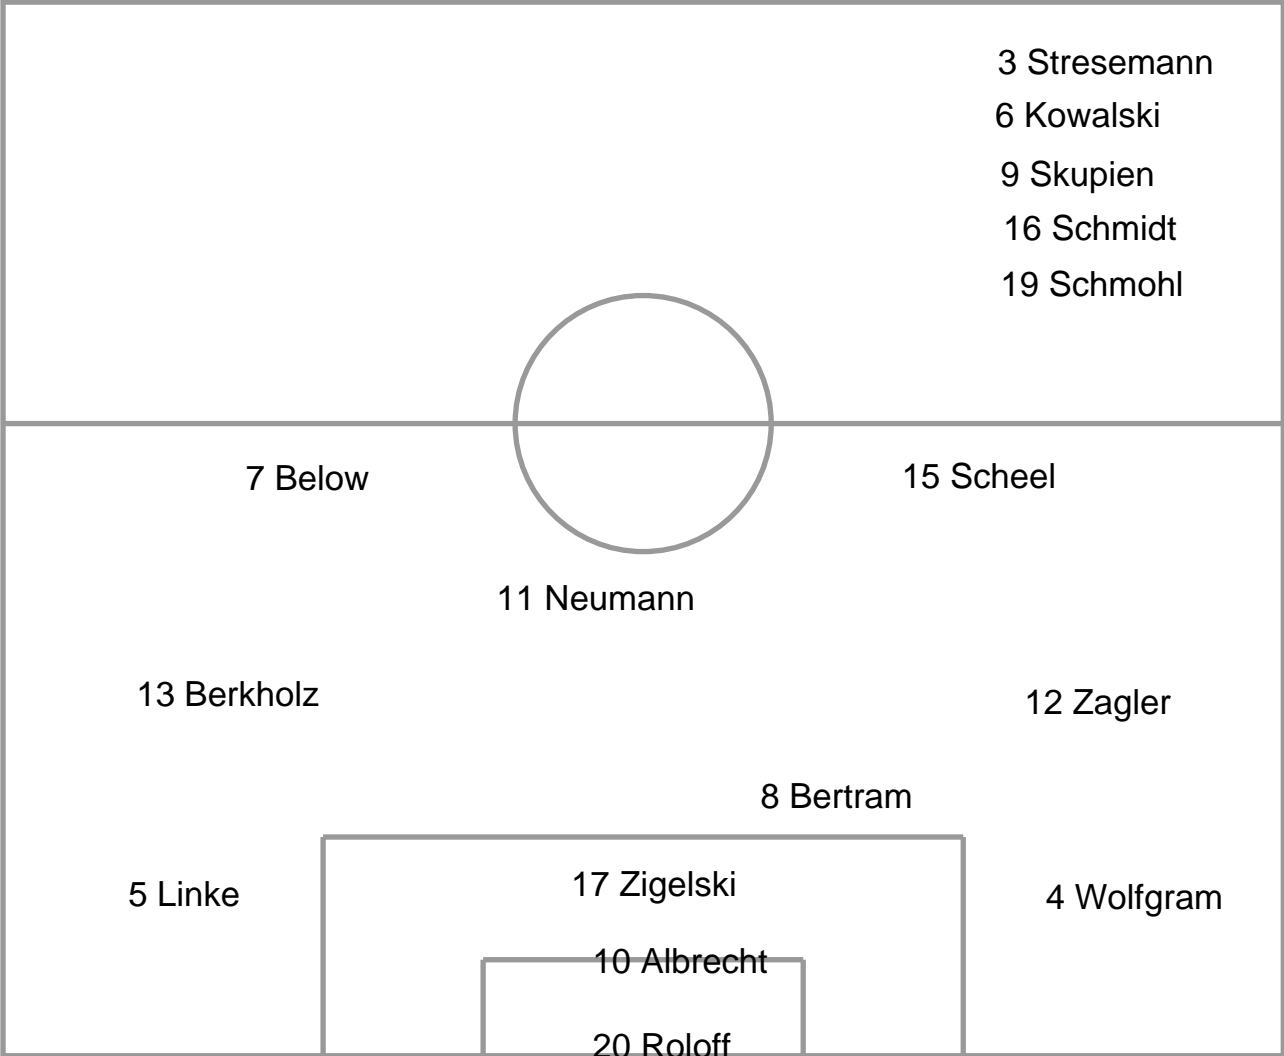 3 Stresemann
6 Kowalski
9 Skupien
16 Schmidt
19 Schmohl
7 Below
15 Scheel
11 Neumann
13 Berkholz
12 Zagler
8 Bertram
17 Zigelski
5 Linke
4 Wolfgram
10 Albrecht
20 Roloff